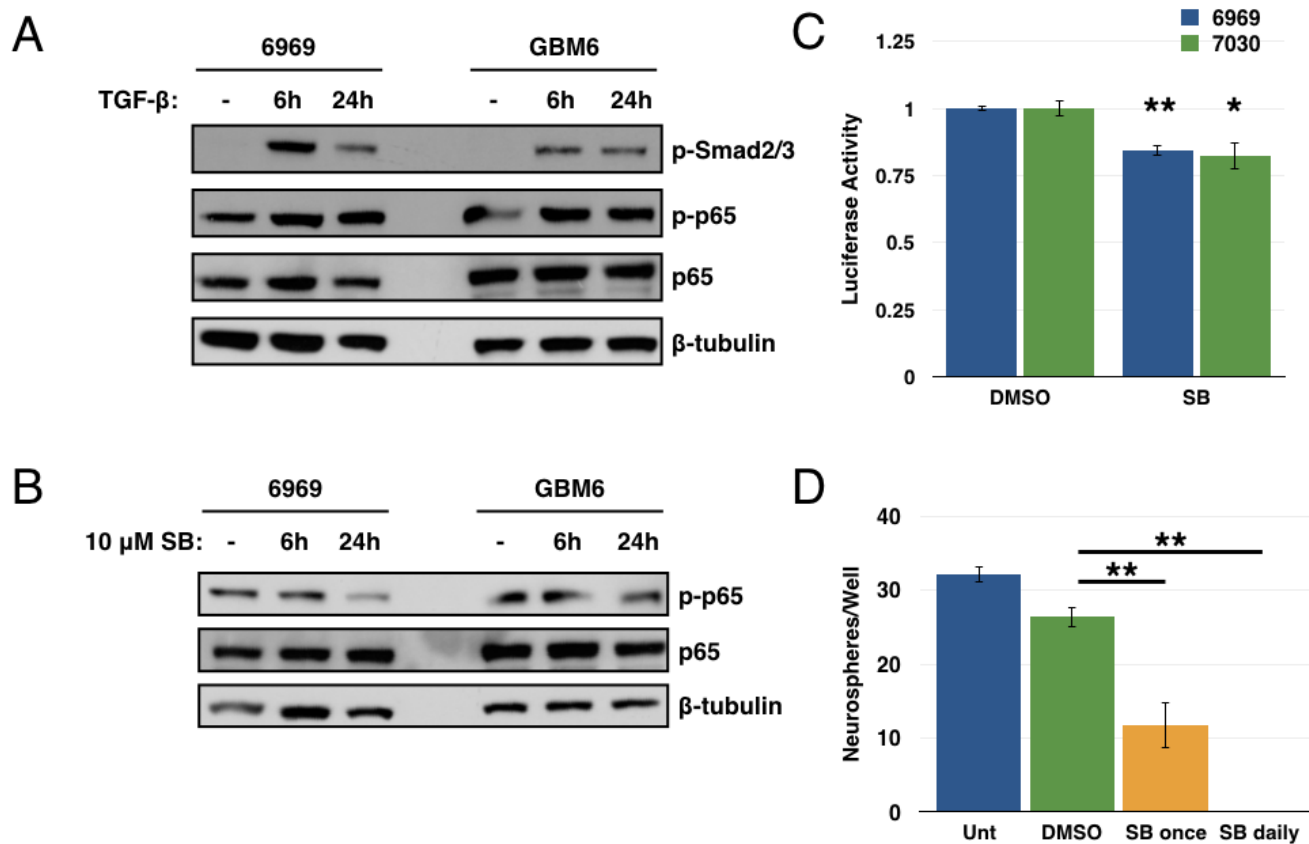 A
6969 GBM6
TGF-β: - 6h 24h - 6h 24h
p-Smad2/3
p-p65
p65
β-tubulin
B
6969 GBM6
10 µM SB: - 6h 24h - 6h 24h
p-p65
p65
β-tubulin
C
6969
7030
Luciferase Activity
1.25
1
0.75
0.5
0.25
0
** *
DMSO SB
D
Neurospheres/Well
40
30
20
10
0
**
**
Unt DMSO SB once SB daily